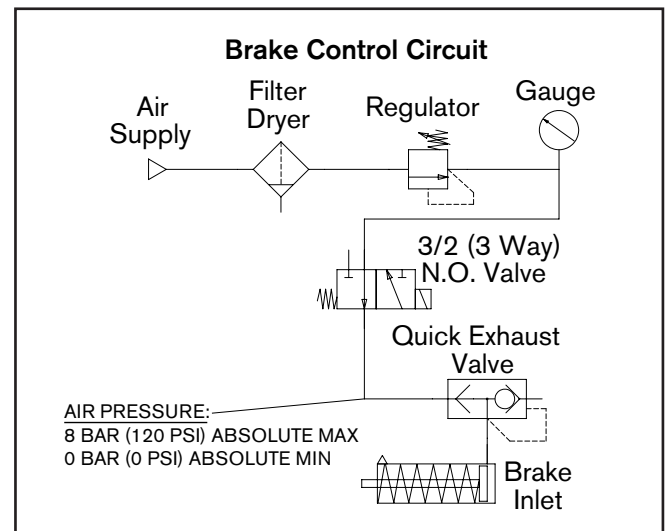 Brake Control Circuit
Air
Supply
Filter
Dryer
Regulator
Gauge
3/2 (3 Way)
N.O. Valve
Quick Exhaust
Valve
AIR PRESSURE:
8 BAR (120 PSI) ABSOLUTE MAX
0 BAR (0 PSI) ABSOLUTE MIN
Brake
Inlet